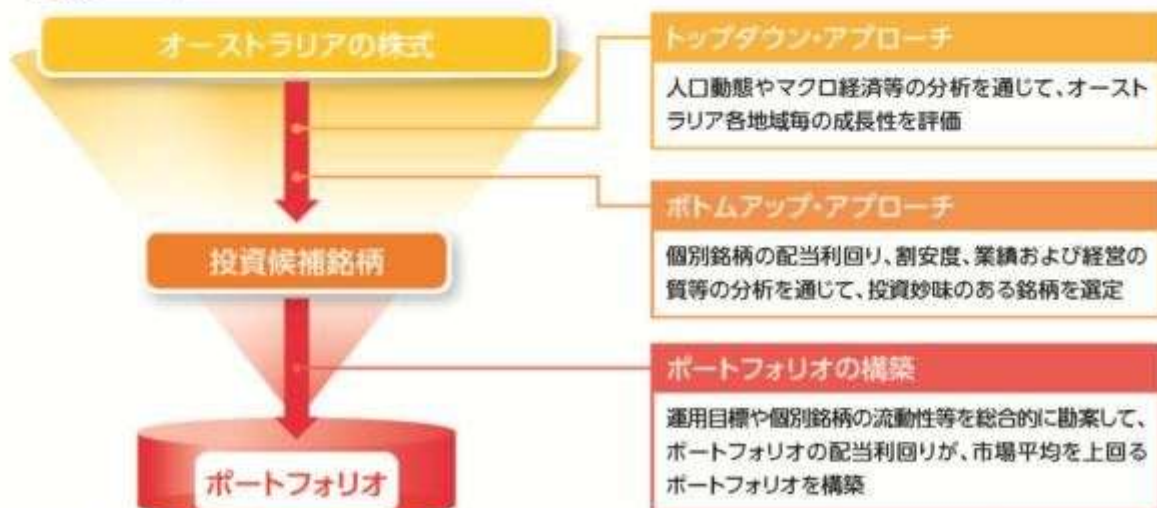 オーストラリアの株式
トップダウン・アプローチ
人口動態やマクロ経済等の分析を通じて、オースト
ラリア各地域毎の成長性を評価
ボトムアップ・アプローチ
個別銘柄の配当利回り、割安度、業績および経営の
質等の分析を通じて、投資妙味のある銘柄を選定
投資候補銘柄
ポートフォリオの構築
運用目標や個別銘柄の流動性等を総合的に勘案して、
ポートフォリオの配当利回りが、市場平均を上回る
ポートフォリオを構築
ポートフォリオ